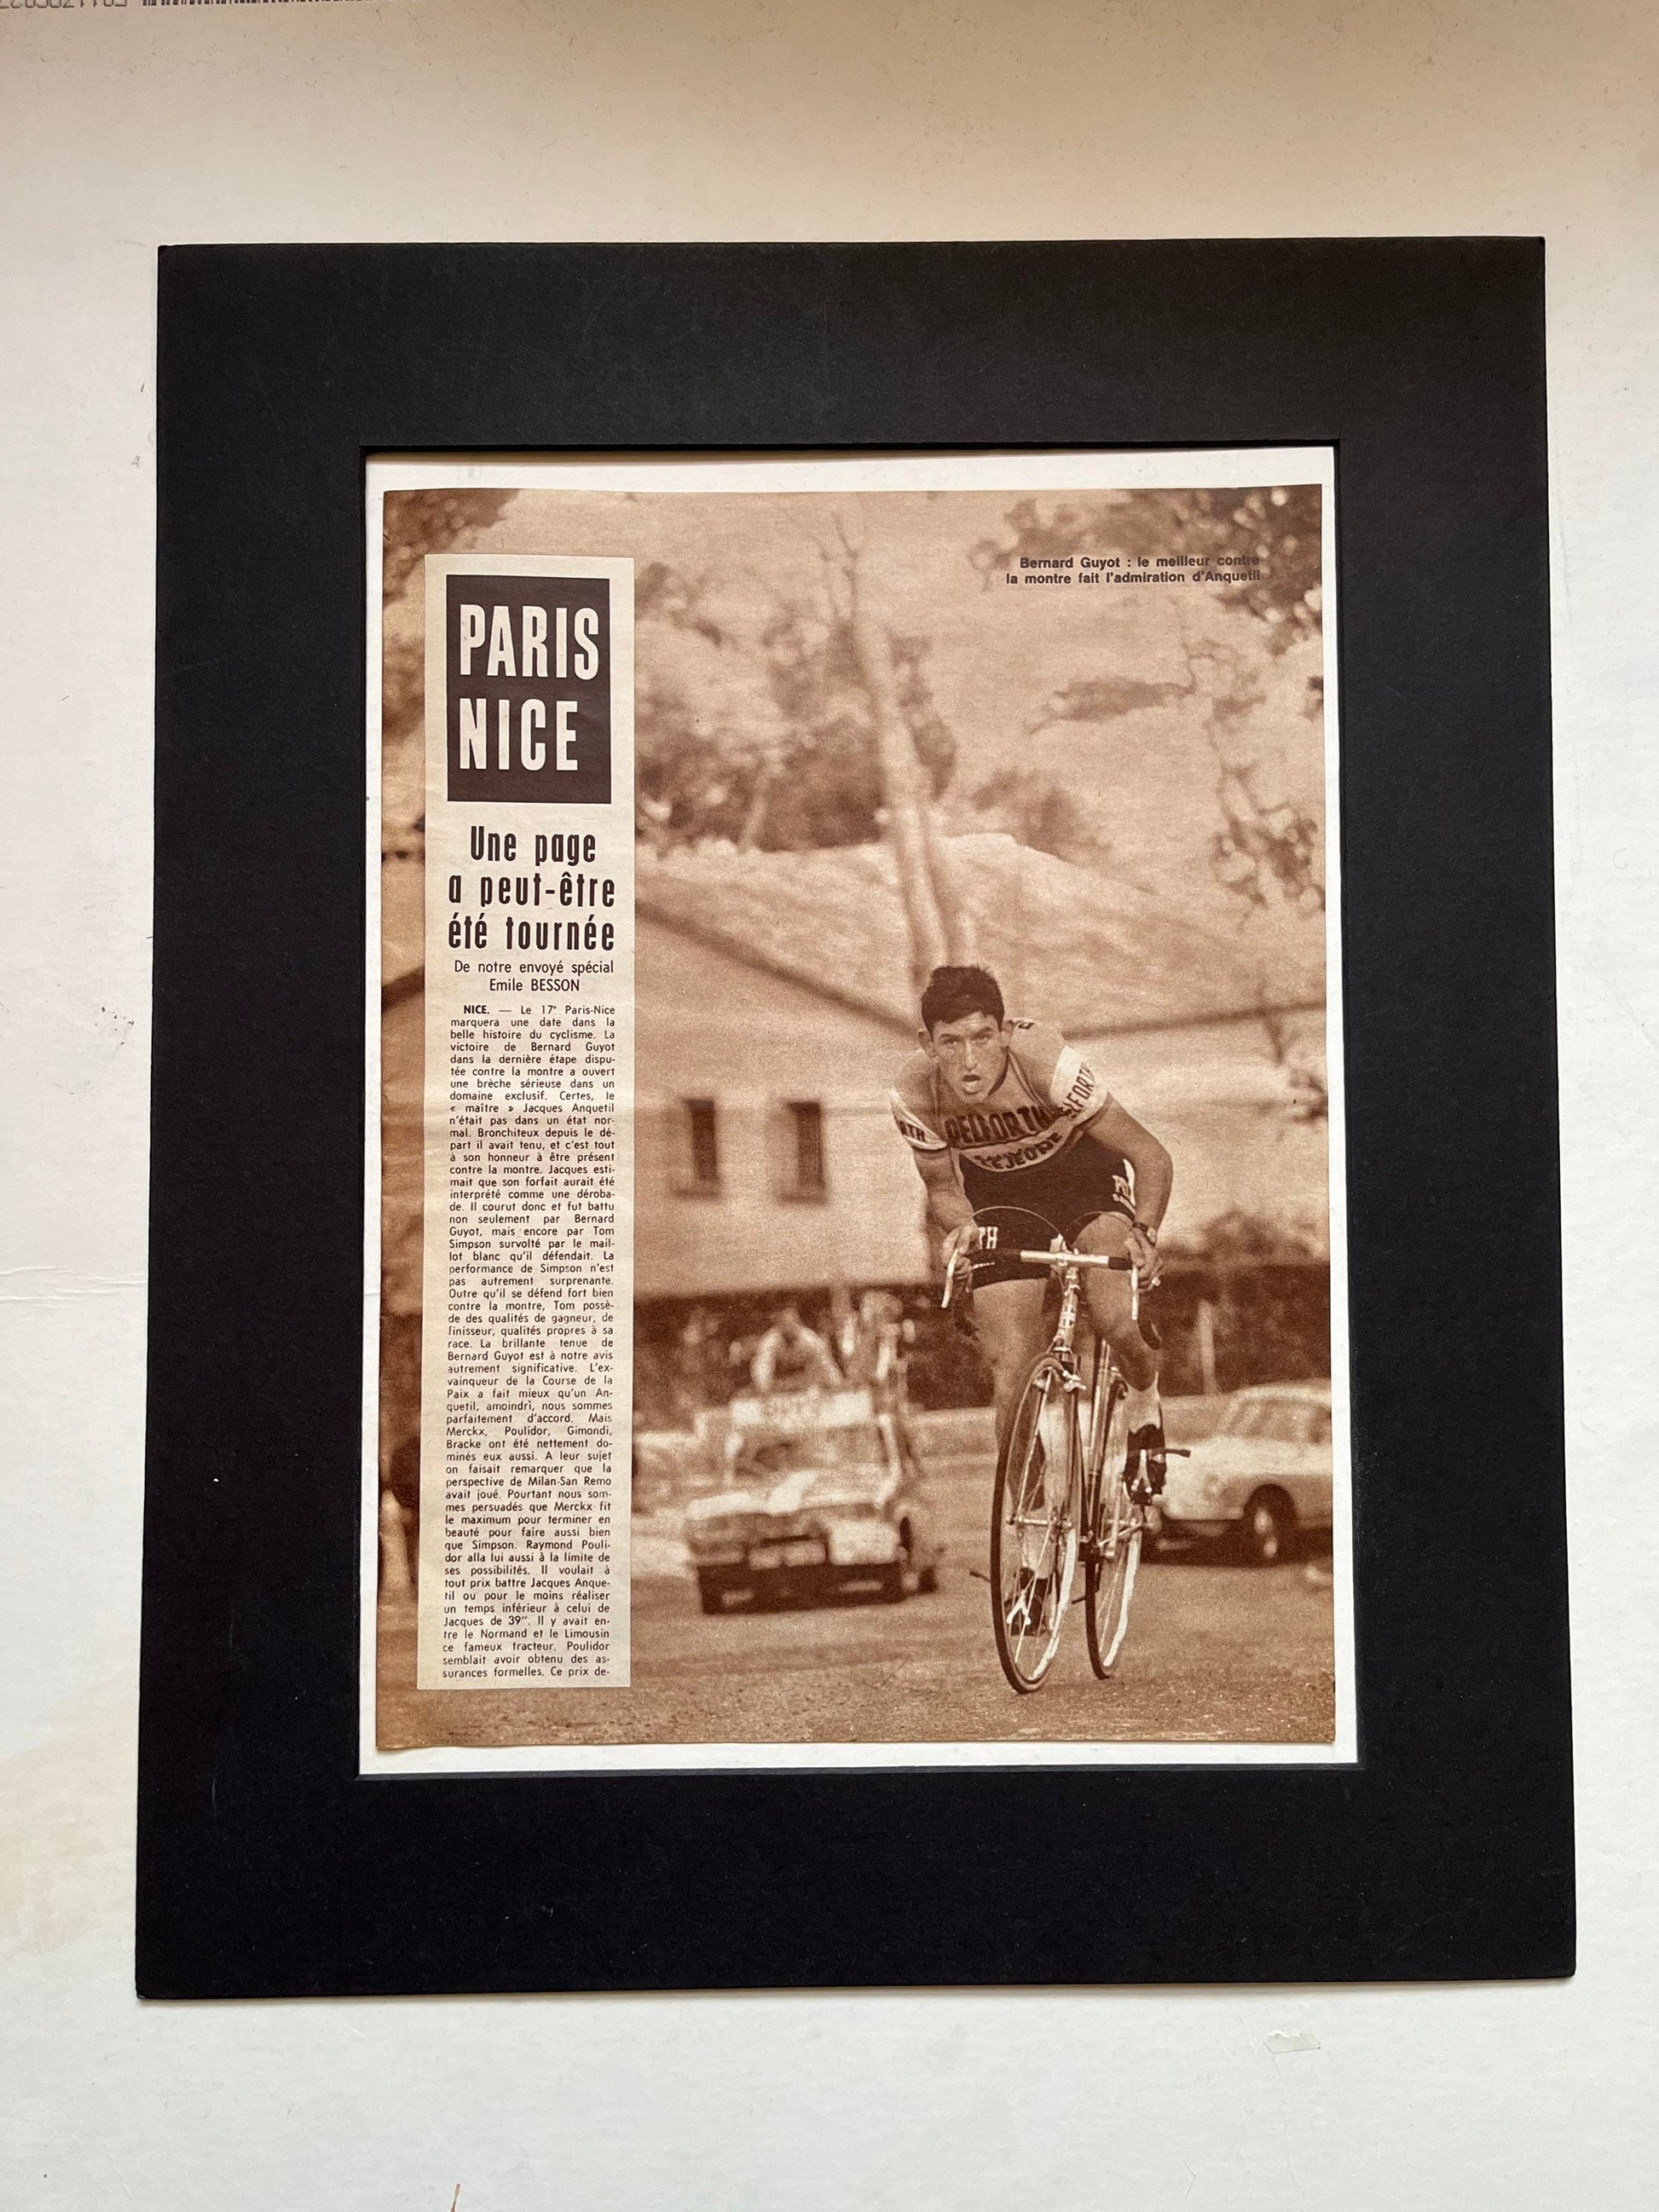 Bernard Guyot : le meilleur contre
la montre fait l'admiration d'Anquetil
PARIS
NICE
Une page
a peut-être
été tournée
De notre envoyé spécial
Emile BESSON
NICE. — Le 17e Paris-Nice
marquera une date dans la
belle histoire du cyclisme. La
victoire de Bernard Guyot
dans la dernière étape dispu-
tée contre la montre a ouvert
une brèche sérieuse dans un
domaine exclusif. Certes, le
« maître » Jacques Anquetil
n'était pas dans un état nor-
mal. Bronchiteux depuis le dé-
part il avait tenu, et c'est tout
à son honneur à être présent
contre la montre. Jacques esti-
mait que son forfait aurait été
interprété comme une déroba-
de. Il courut donc et fut battu
non seulement par Bernard
Guyot, mais encore par Tom
Simpson survolté par le mail-
lot blanc qu'il défendait. La
performance de Simpson n'est
pas autrement surprenante.
Outre qu'il se défend fort bien
contre la montre, Tom possè-
de des qualités de gagneur, de
finisseur, qualités propres à sa
race. La brillante tenue de
Bernard Guyot est à notre avis
autrement significative. L'ex-
vainqueur de la Course de la
Paix a fait mieux qu'un An-
quetil, amoindri, nous sommes
parfaitement d'accord. Mais
Merckx, Poulidor, Gimondi,
Bracke ont été nettement do-
minés eux aussi. A leur sujet
on faisait remarquer que la
perspective de Milan-San Remo
avait joué. Pourtant nous som-
mes persuadés que Merckx fit
le maximum pour terminer en
beauté pour faire aussi bien
que Simpson. Raymond Pouli-
dor alla lui aussi à la limite de
ses possibilités. Il voulait à
tout prix battre Jacques Anque-
til ou pour le moins réaliser
un temps inférieur à celui de
Jacques de 39". Il y avait en-
tre le Normand et le Limousin
ce fameux tracteur. Poulidor
semblait avoir obtenu des as-
surances formelles. Ce prix de-
RTH
PELFORTH
ELFORTH
LEJEUNE
TH